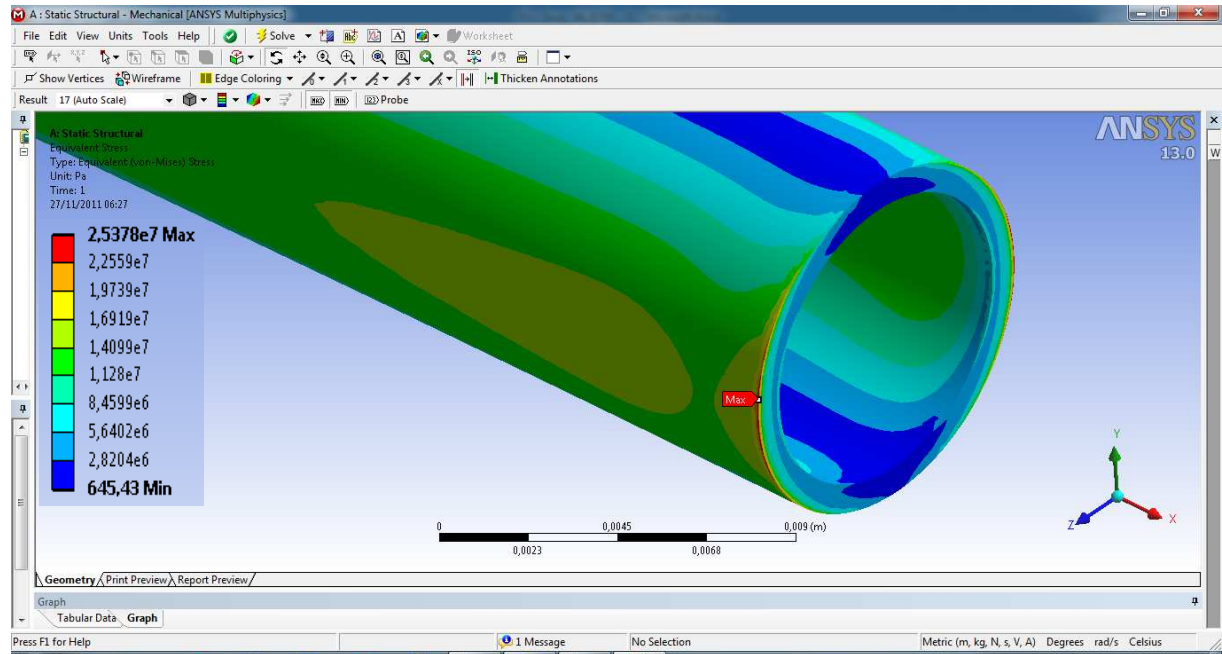 A : Static Structural - Mechanical [ANSYS Multiphysics]
File Edit View Units Tools Help Solve Worksheet
Show Vertices Wireframe Edge Coloring Thicken Annotations
Result 17 (Auto Scale) MAX MIN Probe
A: Static Structural
Equivalent Stress
Type: Equivalent (von-Mises) Stress
Unit: Pa
Time: 1
27/11/2011 06:27
2,5378e7 Max
2,2559e7
1,9739e7
1,6919e7
1,4099e7
1,128e7
8,4599e6
5,6402e6
2,8204e6
645,43 Min
ANSYS
13.0
W
Max
Y
Z
X
0 0,0045 0,009 (m)
0,0023 0,0068
Geometry Print Preview Report Preview
Graph
Tabular Data Graph
Press F1 for Help 1 Message No Selection Metric (m, kg, N, s, V, A) Degrees rad/s Celsius